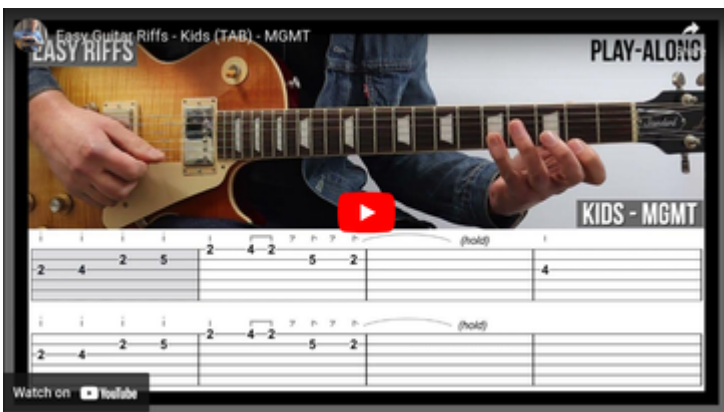 Easy Guitar Riffs - Kids (TAB) - MGMT
EASY RIFFS
PLAY-ALONG
KIDS - MGMT
(hold)
2 4 2 5 2 4 2 5 2 4
(hold)
2 4 2 5 2 4 2 5 2
Watch on YouTube